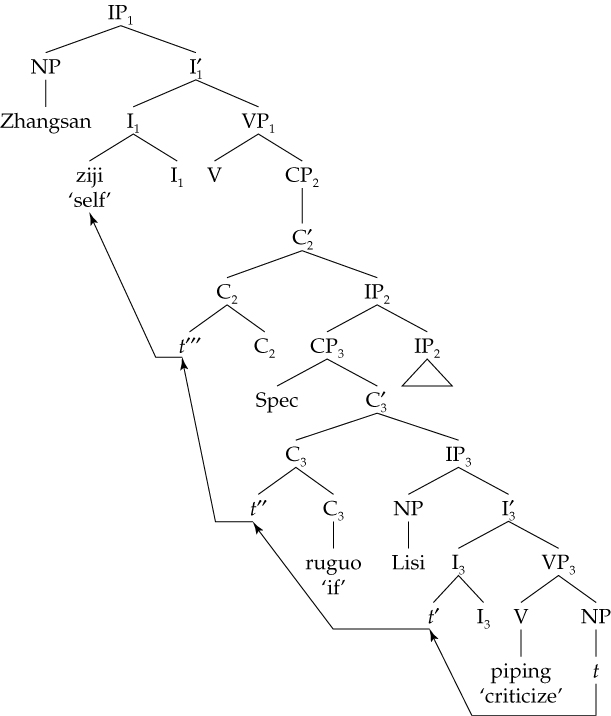 IP₁
NP I′₁
Zhangsan I₁ VP₁
ziji I₁ V CP₂
‘self’
C′₂
C₂ IP₂
t‴ C₂ CP₃ IP₂
Spec C′₃
C₃ IP₃
t″ C₃ NP I′₃
ruguo Lisi I₃ VP₃
‘if’
t′ I₃ V NP
piping t
‘criticize’